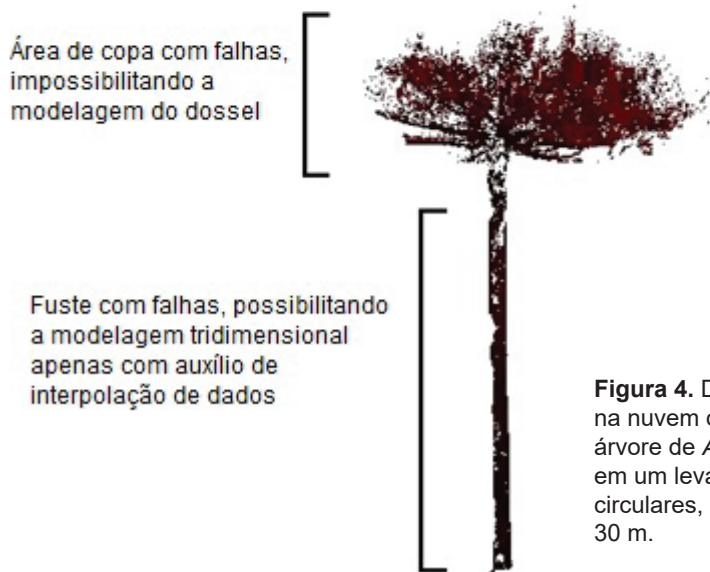 Área de copa com falhas,
impossibilitando a
modelagem do dossel
Fuste com falhas, possibilitando
a modelagem tridimensional
apenas com auxílio de
interpolação de dados
Figura 4.
na nuvem
árvore de
em um
circulares,
30 m.